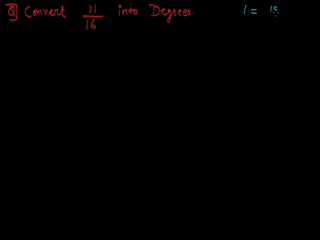 Q] Convert 11/16 into Degrees
1 =